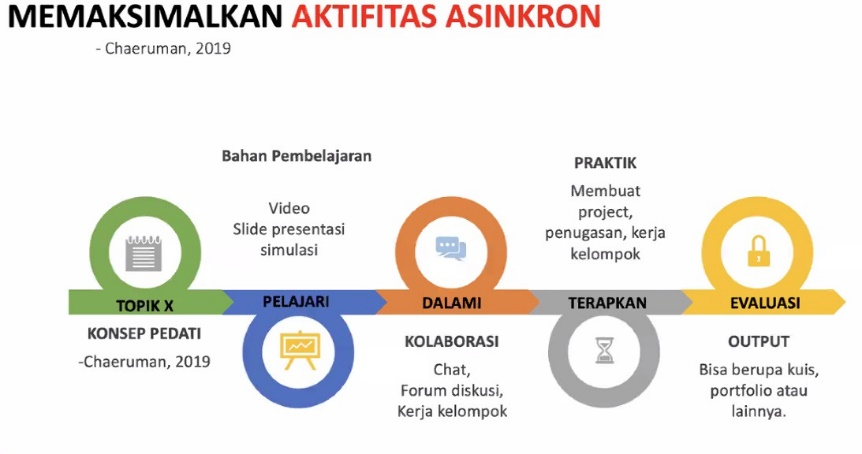 MEMAKSIMALKAN AKTIFITAS ASINKRON
- Chaeruman, 2019
TOPIK X
KONSEP PEDATI
-Chaeruman, 2019
Bahan Pembelajaran
Video
Slide presentasi
simulasi
PELAJARI
DALAMI
KOLABORASI
Chat,
Forum diskusi,
Kerja kelompok
PRAKTIK
Membuat
project,
penugasan, kerja
kelompok
TERAPKAN
EVALUASI
OUTPUT
Bisa berupa kuis,
portfolio atau
lainnya.